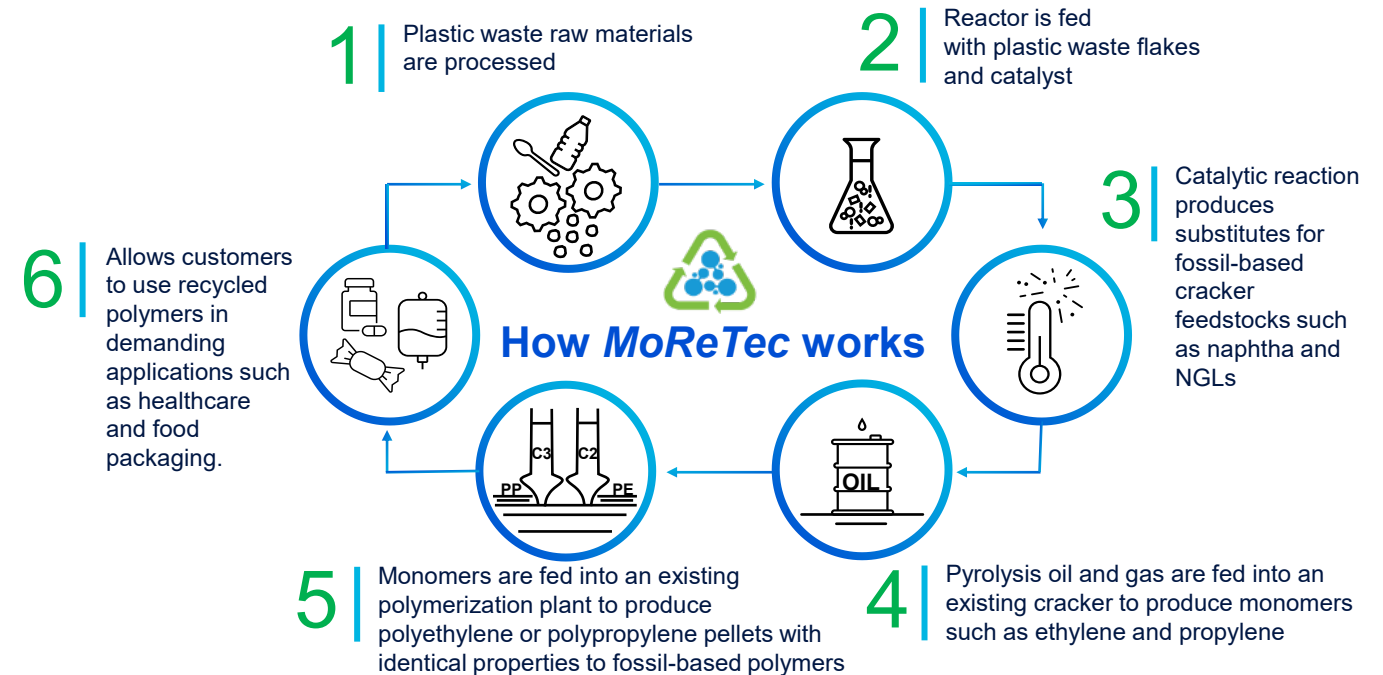 1
Plastic waste raw materials
are processed
2
Reactor is fed
with plastic waste flakes
and catalyst
3
Catalytic reaction
produces
substitutes for
fossil-based
cracker
feedstocks such
as naphtha and
NGLs
How MoReTec works
6
Allows customers
to use recycled
polymers in
demanding
applications such
as healthcare
and food
packaging.
C3
C2
PP
PE
OIL
5
Monomers are fed into an existing
polymerization plant to produce
polyethylene or polypropylene pellets with
identical properties to fossil-based polymers
4
Pyrolysis oil and gas are fed into an
existing cracker to produce monomers
such as ethylene and propylene